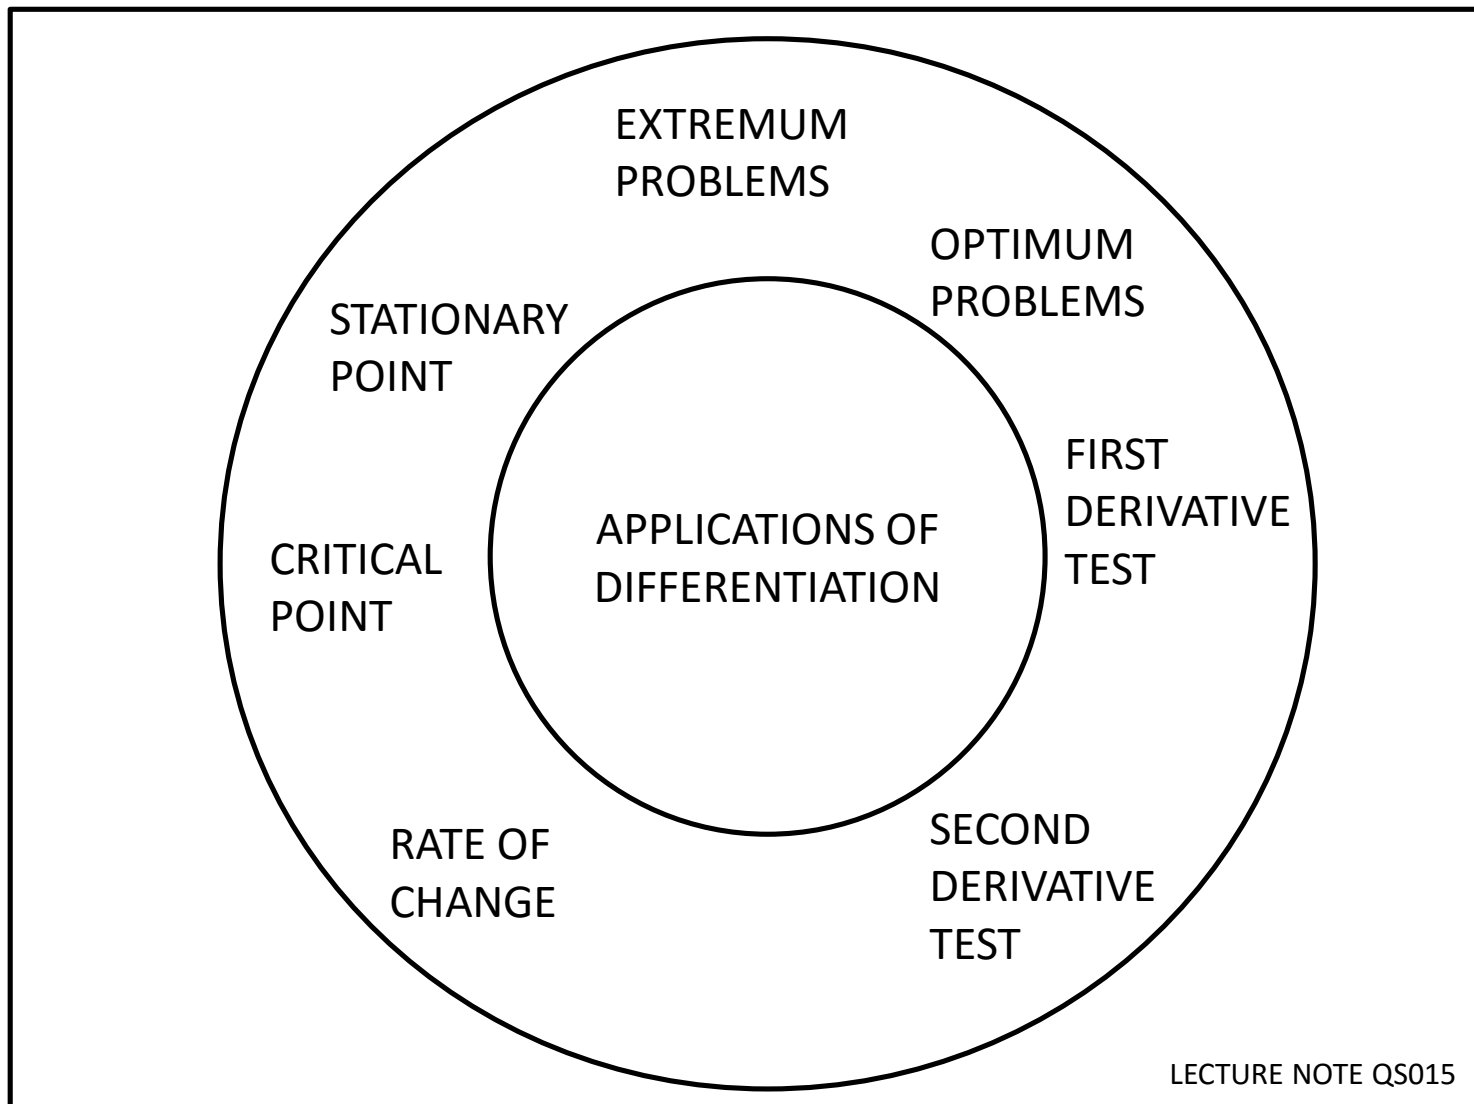 EXTREMUM
PROBLEMS
OPTIMUM
PROBLEMS
STATIONARY
POINT
FIRST
DERIVATIVE
TEST
APPLICATIONS OF
DIFFERENTIATION
CRITICAL
POINT
RATE OF
CHANGE
SECOND
DERIVATIVE
TEST
LECTURE NOTE QS015